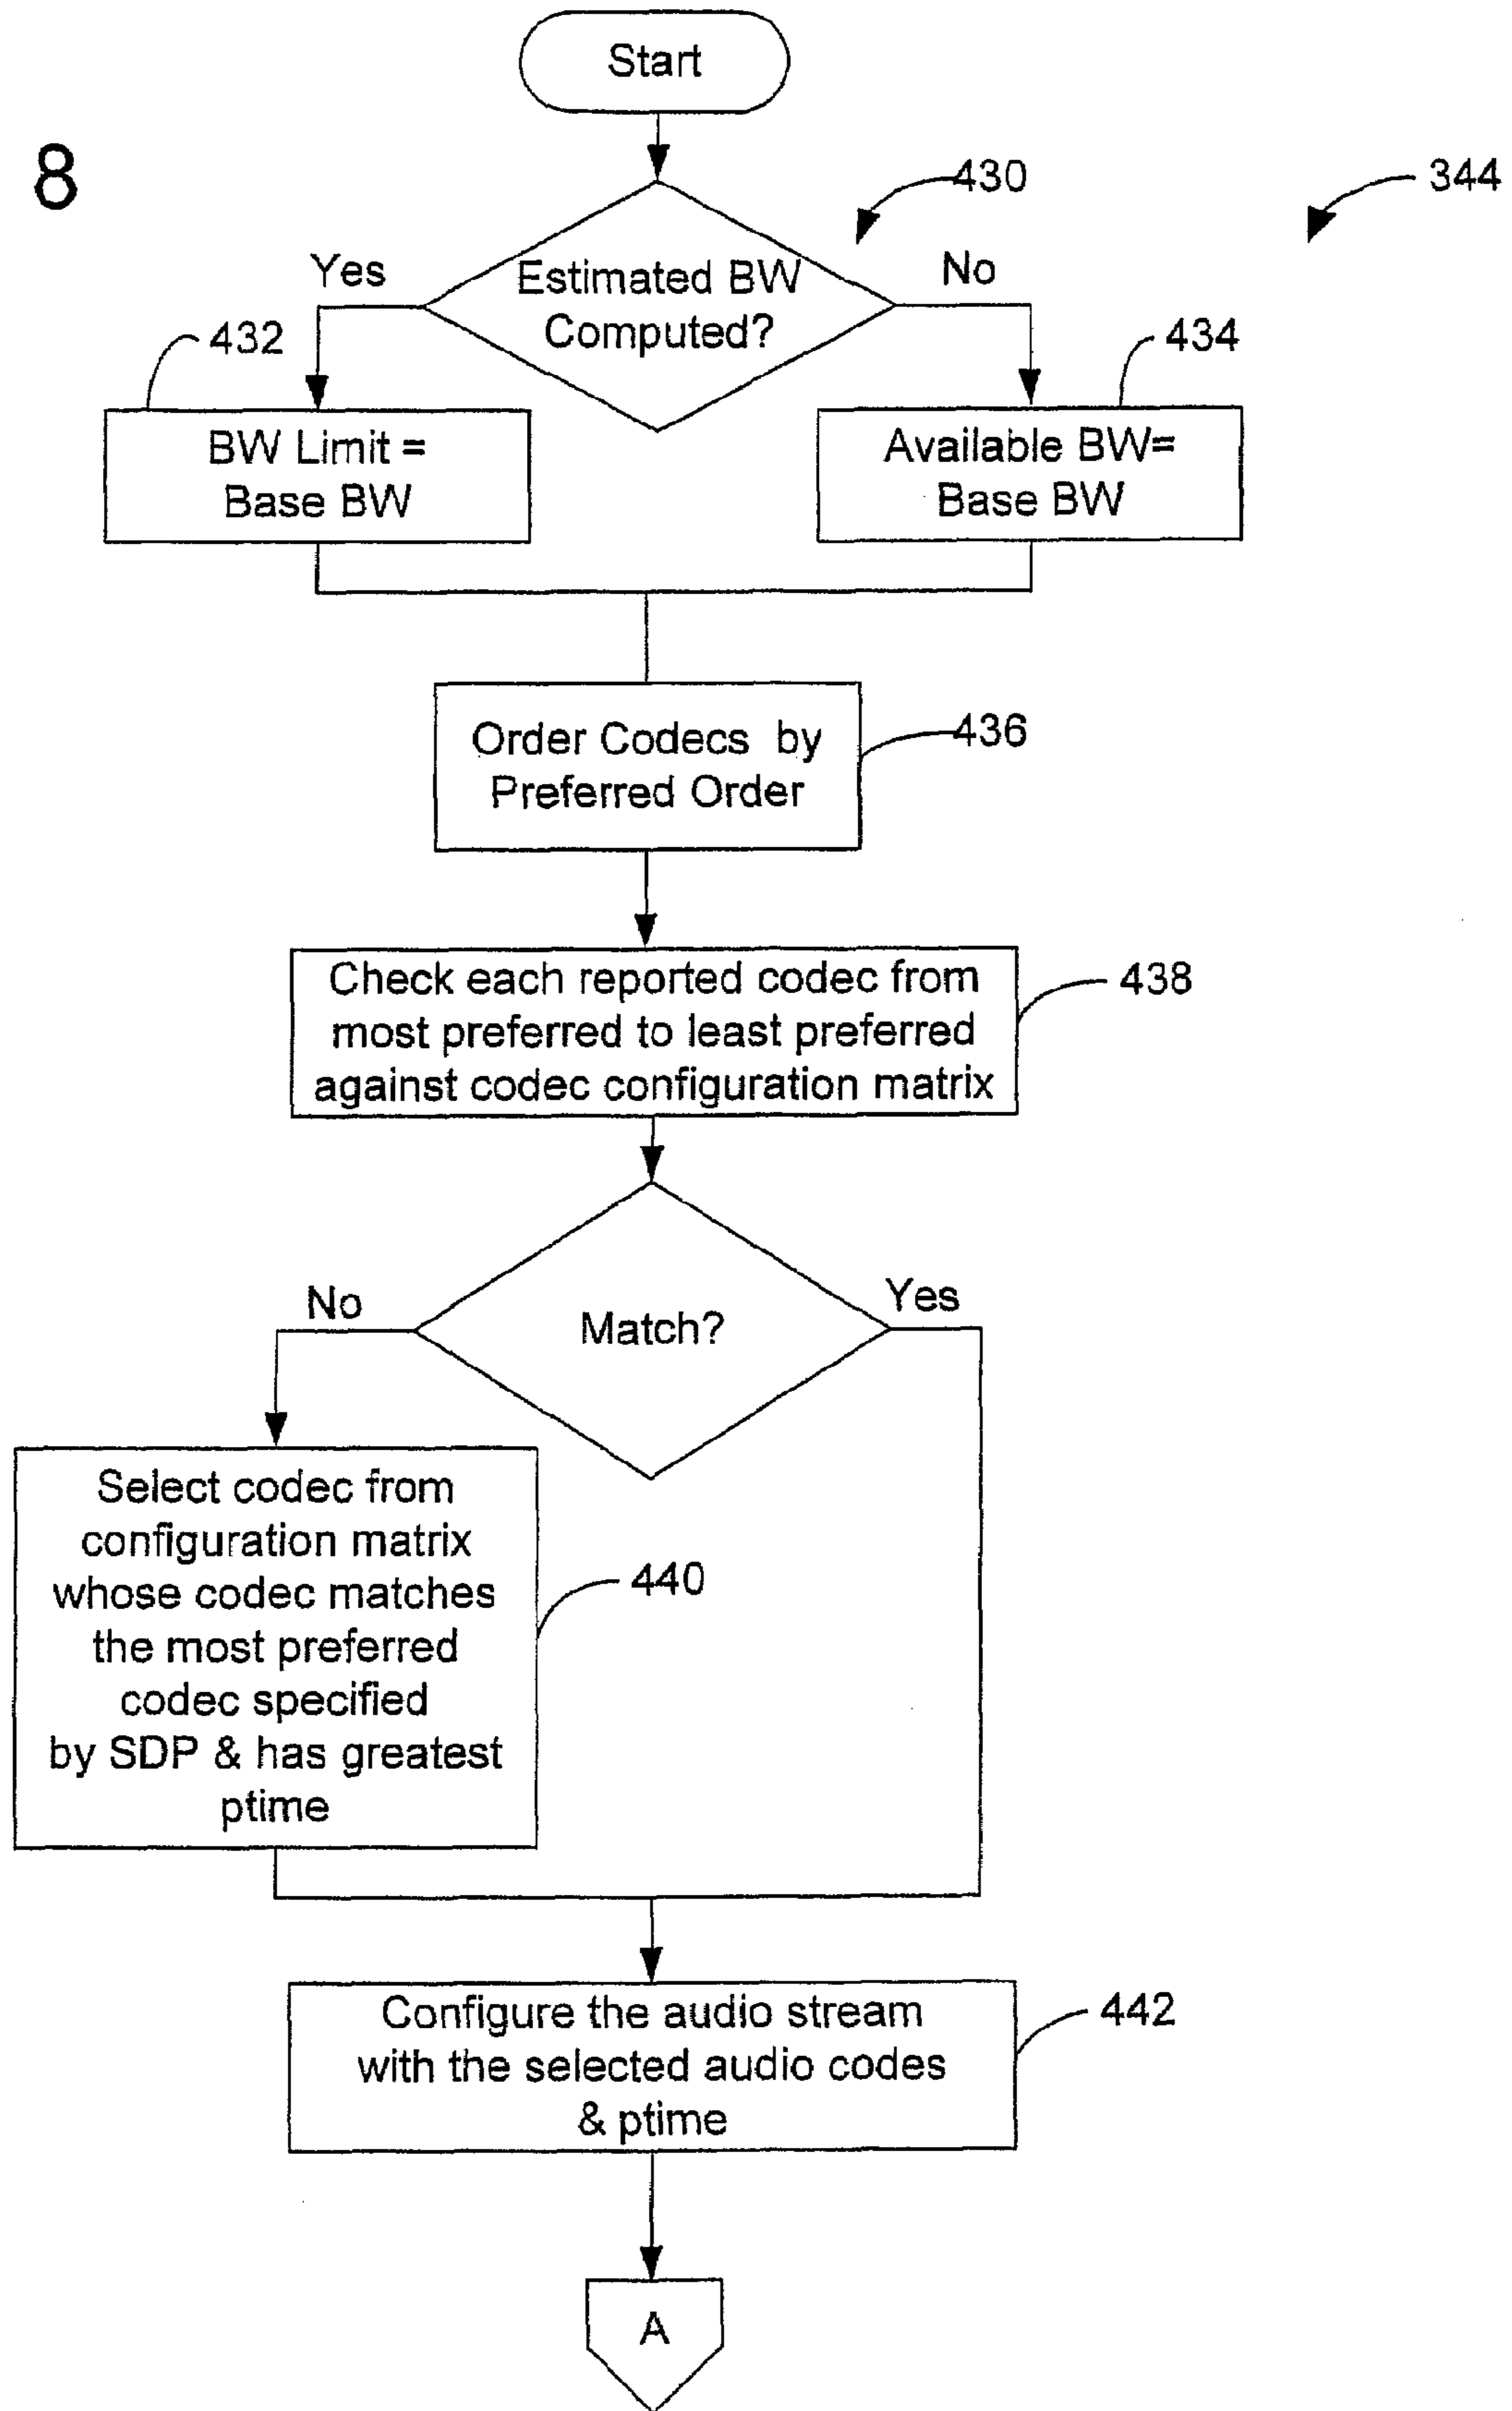 Start
8
430
344
Yes
Estimated BW
Computed?
No
432
434
BW Limit =
Base BW
Available BW=
Base BW
Order Codecs by
Preferred Order
436
Check each reported codec from
most preferred to least preferred
against codec configuration matrix
438
No
Match?
Yes
Select codec from
configuration matrix
whose codec matches
the most preferred
codec specified
by SDP & has greatest
ptime
440
Configure the audio stream
with the selected audio codes
& ptime
442
A